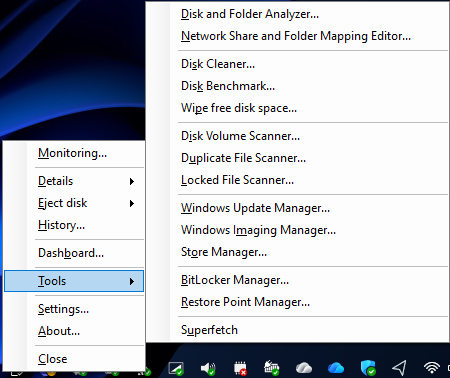 Disk and Folder Analyzer...
Network Share and Folder Mapping Editor...
Disk Cleaner...
Disk Benchmark...
Wipe free disk space...
Disk Volume Scanner...
Duplicate File Scanner...
Locked File Scanner...
Windows Update Manager...
Windows Imaging Manager...
Store Manager...
BitLocker Manager...
Restore Point Manager...
Superfetch
Monitoring...
Details
Eject disk
History...
Dashboard...
Tools
Settings...
About...
Close